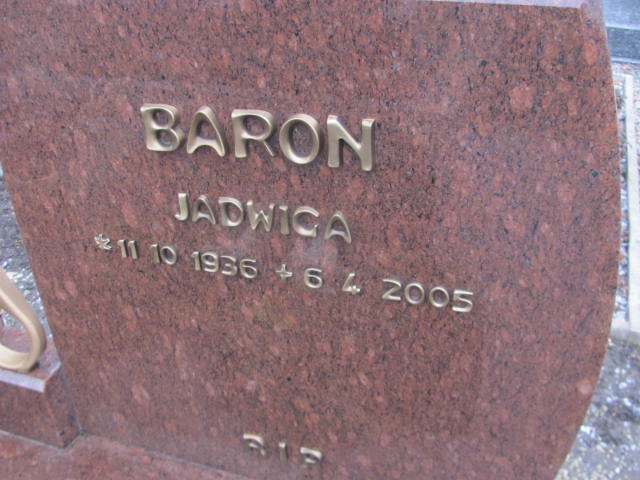 BARON
JADWIGA
* 11 10 1936 + 6 4 2005
R I P